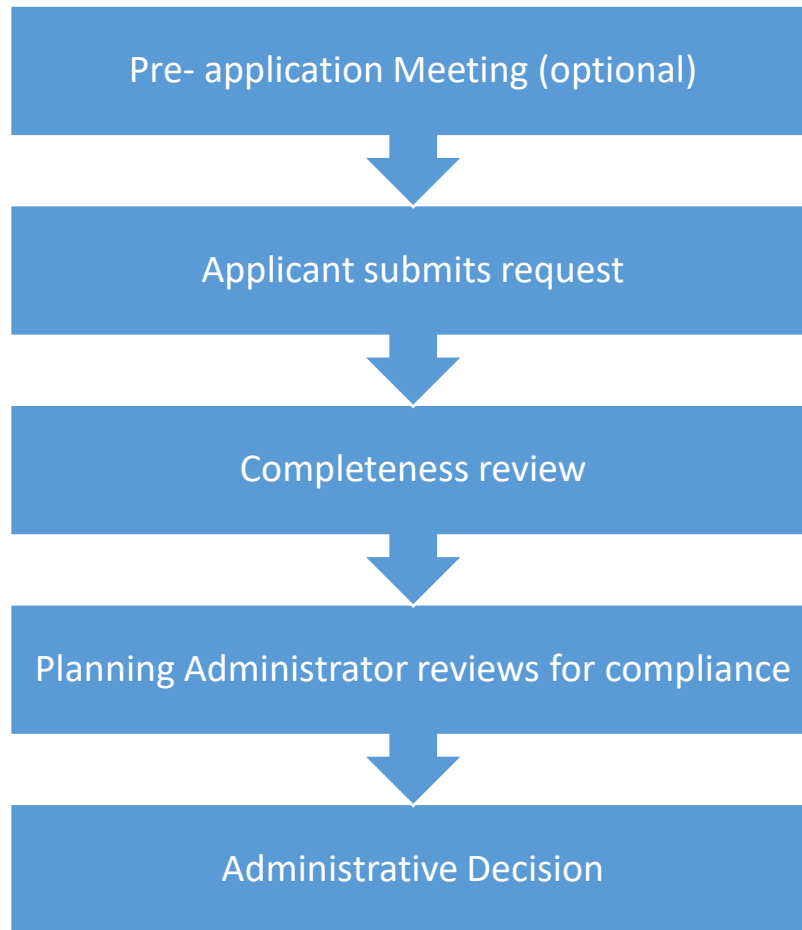 Pre- application Meeting (optional)
Applicant submits request
Completeness review
Planning Administrator reviews for compliance
Administrative Decision